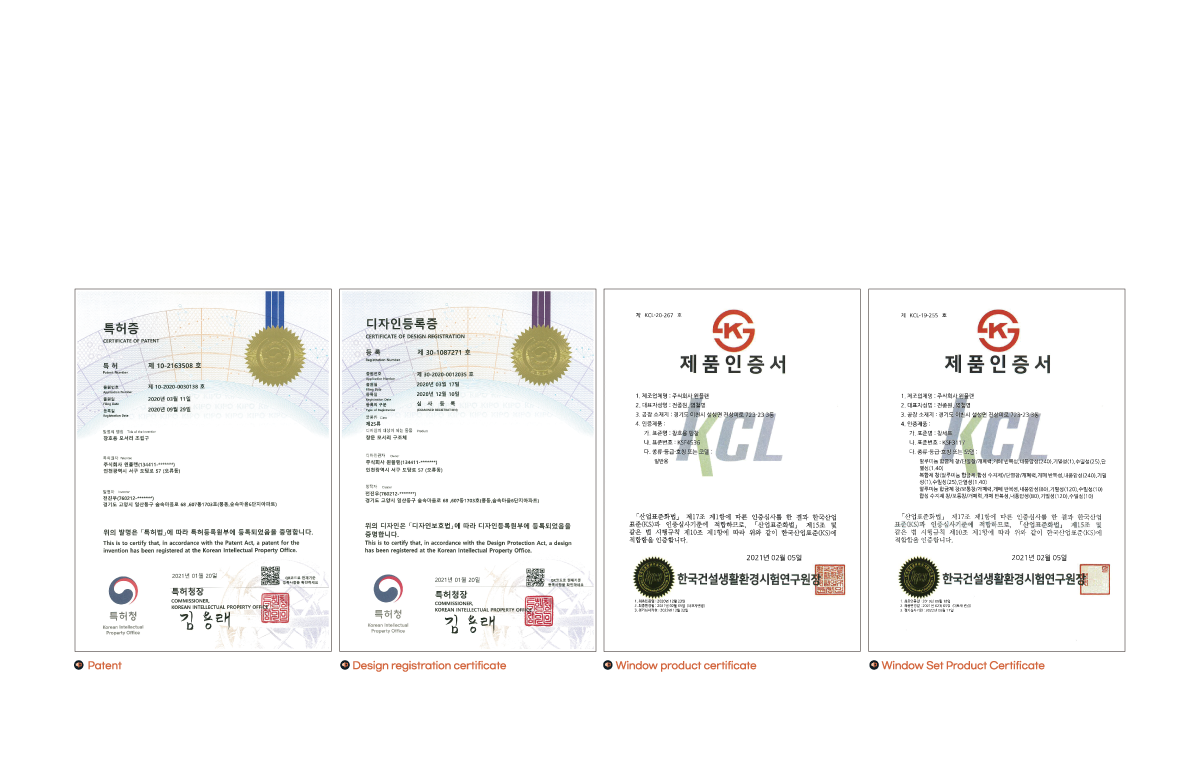 특허증
CERTIFICATE OF PATENT
특 허 제 10-2163508 호
Patent Number
출원번호 제 10-2020-0030138 호
Application Number
출원일 2020년 03월 11일
Filing Date
등록일 2020년 09월 29일
Registration Date
발명의 명칭 Title of the Invention
창호용 모서리 조립구
특허권자 Patentee
주식회사 윈플랜(134411-*******)
인천광역시 서구 도담로 57 (오류동)
발명자 Inventor
전진우(760212-*******)
경기도 고양시 일산동구 숲속마을로 68 ,607동1703호(풍동,숲속마을6단지아파트)
위의 발명은 「특허법」에 따라 특허등록원부에 등록되었음을 증명합니다.
This is to certify that, in accordance with the Patent Act, a patent for the
invention has been registered at the Korean Intellectual Property Office.
2021년 01월 20일
특허청
Korean Intellectual
Property Office
특허청장
COMMISSIONER,
KOREAN INTELLECTUAL PROPERTY OFFICE
김용래
Patent
디자인등록증
CERTIFICATE OF DESIGN REGISTRATION
등 록 제 30-1087271 호
Registration Number
출원번호 제 30-2020-0012035 호
Application Number
출원일 2020년 03월 17일
Filing Date
등록일 2020년 12월 10일
Registration Date
등록의 구분 심 사 등 록
Type of Registration
물품류 Class
제25류
디자인의 대상이 되는 물품 Product
창문 모서리 구조체
디자인권자 Owner
주식회사 윈플랜(134411-*******)
인천광역시 서구 도담로 57 (오류동)
창작자 Creator
전진우(760212-*******)
경기도 고양시 일산동구 숲속마을로 68 ,607동1703호(풍동,숲속마을6단지아파트)
위의 디자인은 「디자인보호법」에 따라 디자인등록원부에 등록되었음을
증명합니다.
This is to certify that, in accordance with the Design Protection Act, a design
has been registered at the Korean Intellectual Property Office.
2021년 01월 20일
특허청
Korean Intellectual
Property Office
특허청장
COMMISSIONER,
KOREAN INTELLECTUAL PROPERTY OFFICE
김용래
Design registration certificate
제 KCL-20-267 호
제품인증서
1. 제조업체명 : 주식회사 윈플랜
2. 대표자성명 :
3. 공장 소재지 : 경기도 이천시 설성면 진상미로 723-23
4. 인증제품 :
가. 표준명 : 창호용
나. 표준번호 : KSF4536
다. 종류·등급·호칭 또는 모델 :
일반용
KCL
「산업표준화법」 제17조 제1항에 따른 인증심사를 한 결과 한국산업
표준(KS)과 인증심사기준에 적합하므로, 「산업표준화법」 제15조 및
같은 법 시행규칙 제10조 제1항에 따라 위와 같이 한국산업표준(KS)에
적합함을 인증합니다.
2021년 02월 05일
한국건설생활환경시험연구원장
Window product certificate
제 KCL-19-255 호
제품인증서
1. 제조업체명 : 주식회사 윈플랜
2. 대표자성명 :
3. 공장 소재지 : 경기도 이천시 설성면 진상미로 723-23
4. 인증제품 :
가. 표준명 : 창세트
나. 표준번호 : KSF3117
다. 종류·등급·호칭 또는 모델 :
KCL
「산업표준화법」 제17조 제1항에 따른 인증심사를 한 결과 한국산업
표준(KS)과 인증심사기준에 적합하므로, 「산업표준화법」 제15조 및
같은 법 시행규칙 제10조 제1항에 따라 위와 같이 한국산업표준(KS)에
적합함을 인증합니다.
2021년 02월 05일
한국건설생활환경시험연구원장
Window Set Product Certificate